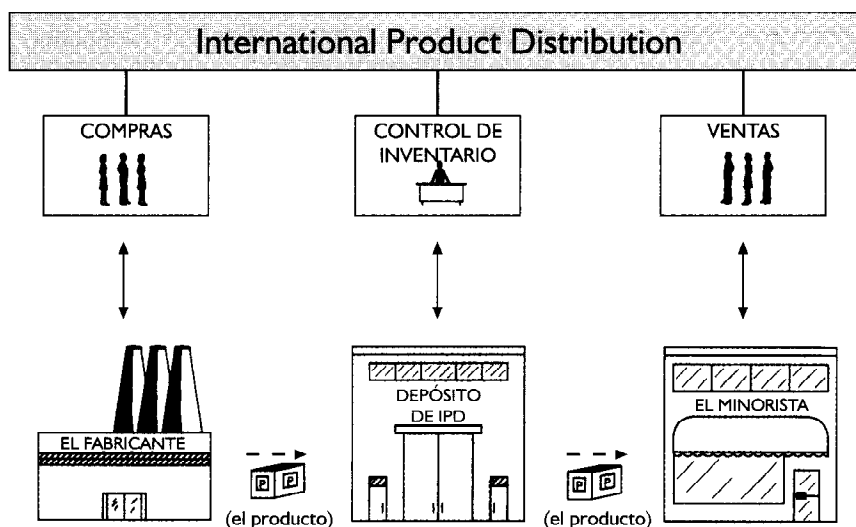 International Product Distribution
COMPRAS
CONTROL DE
INVENTARIO
VENTAS
EL FABRICANTE
DEPÓSITO
DE IPD
EL MINORISTA
P P
(el producto)
P P
(el producto)